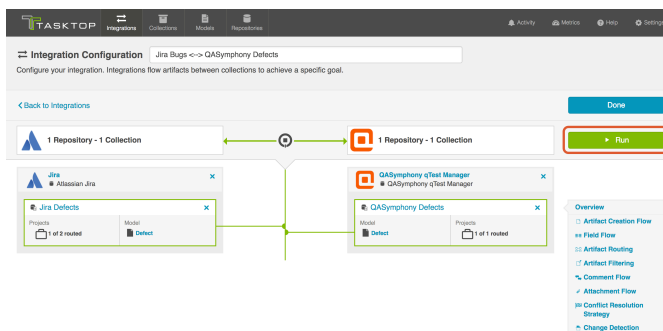 TASKTOP
Integrations
Collections
Models
Repositories
Activity
Metrics
Help
Settings
Integration Configuration
Jira Bugs <--> QASymphony Defects
Configure your integration. Integrations flow artifacts between collections to achieve a specific goal.
Back to Integrations
Done
1 Repository - 1 Collection
1 Repository - 1 Collection
Run
Jira
Atlassian Jira
QASymphony qTest Manager
QASymphony qTest Manager
Jira Defects
Projects
1 of 2 routed
Model
Defect
QASymphony Defects
Model
Defect
Projects
1 of 1 routed
Overview
Artifact Creation Flow
Field Flow
Artifact Routing
Artifact Filtering
Comment Flow
Attachment Flow
Conflict Resolution
Strategy
Change Detection